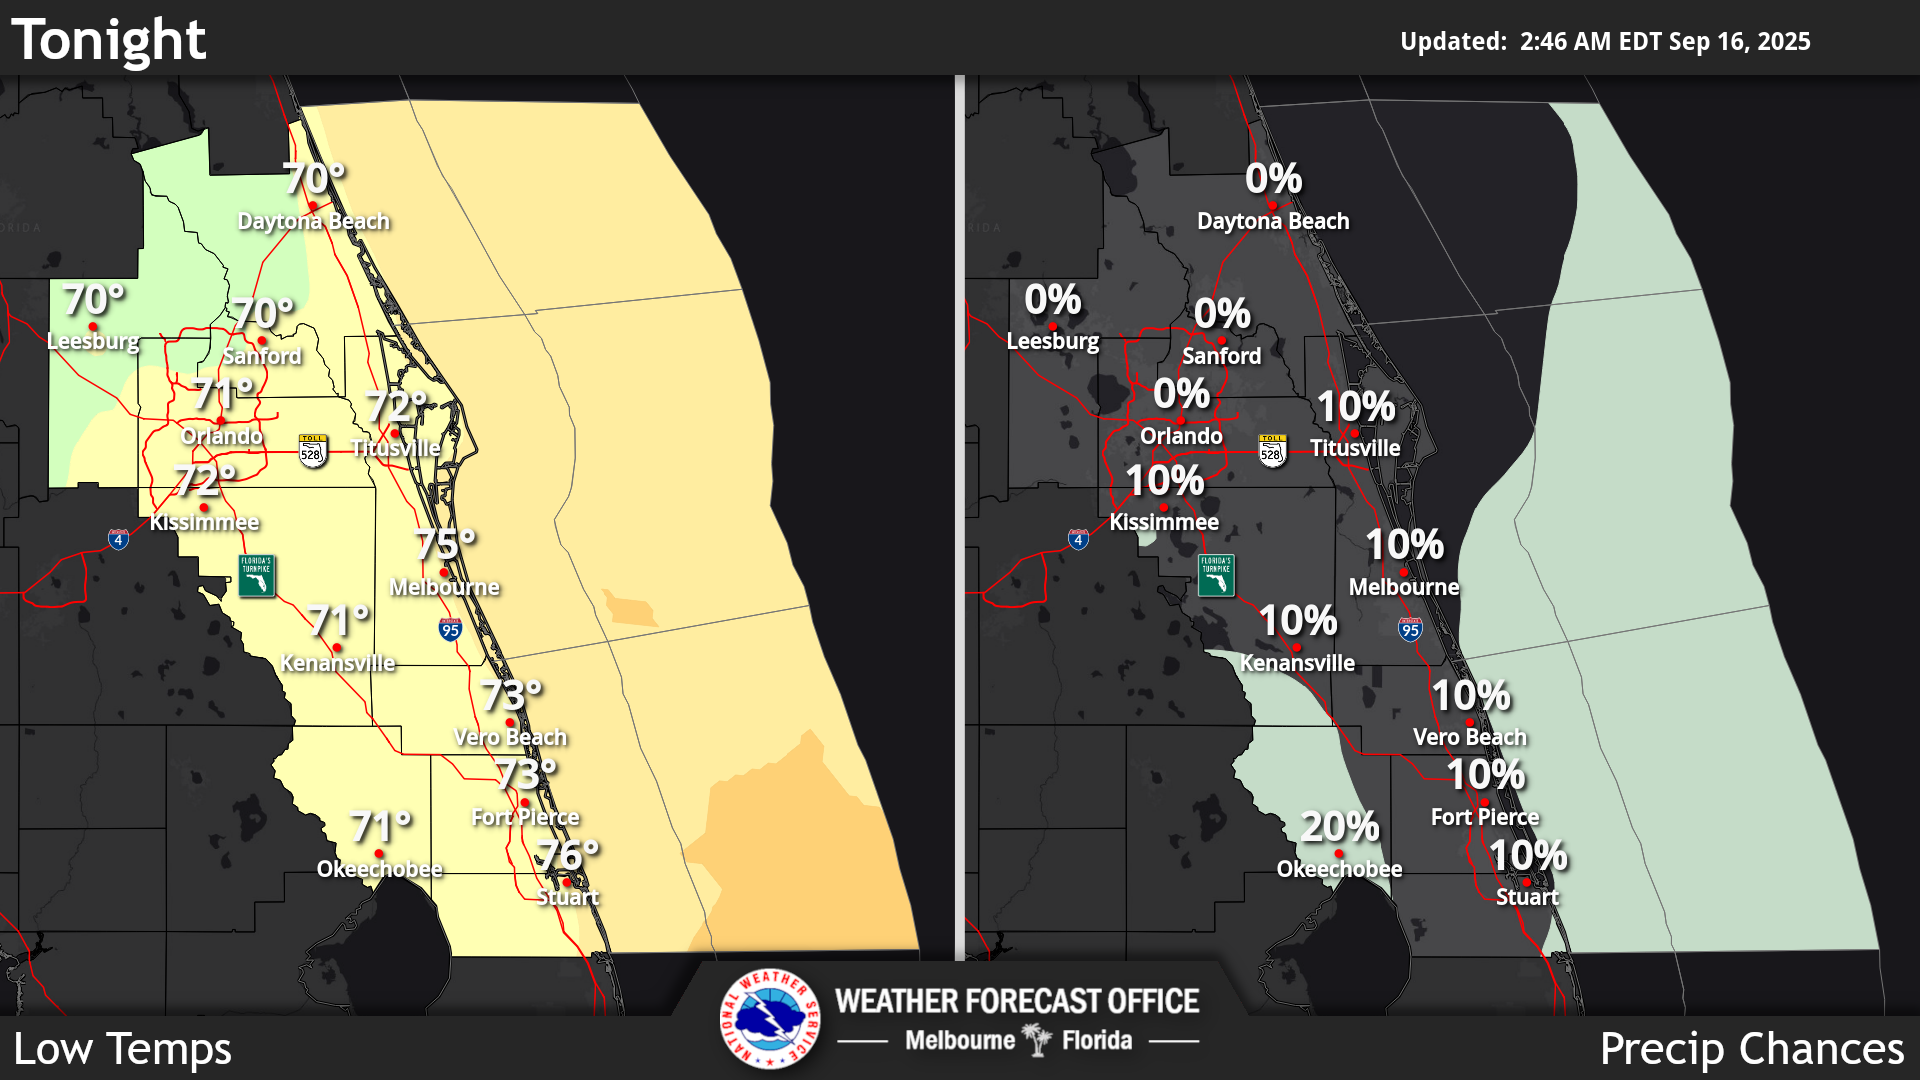 Tonight
Updated:  2:46 AM EDT Sep 16, 2025
70°
Daytona Beach
70°
Leesburg
70°
Sanford
71°
Orlando
72°
Titusville
TOLL
528
72°
Kissimmee
4
FLORIDA'S
TURNPIKE
75°
Melbourne
95
71°
Kenansville
73°
Vero Beach
73°
Fort Pierce
71°
Okeechobee
76°
Stuart
0%
Daytona Beach
0%
Leesburg
0%
Sanford
0%
Orlando
10%
Titusville
TOLL
528
10%
Kissimmee
4
FLORIDA'S
TURNPIKE
10%
Melbourne
95
10%
Kenansville
10%
Vero Beach
10%
Fort Pierce
20%
Okeechobee
10%
Stuart
NATIONAL WEATHER SERVICE
WEATHER FORECAST OFFICE
Melbourne Florida
Low Temps
Precip Chances